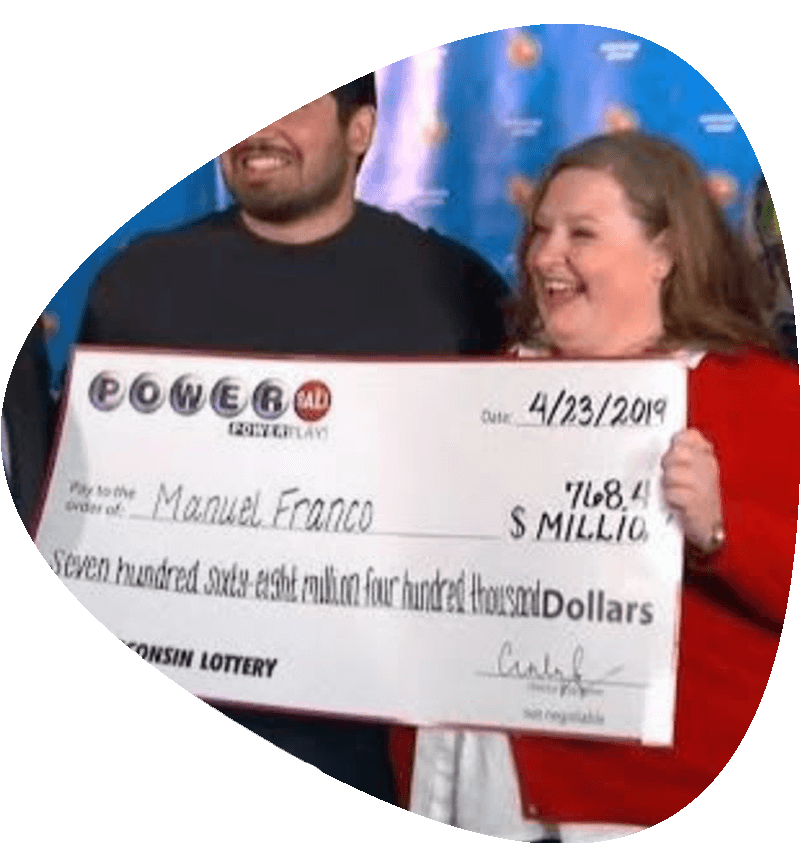 POWERBALL
POWERPLAY
Date: 4/23/2019
Pay to the
order of: Manuel Franco
768.4
$ MILLIO
Seven hundred sixty-eight million four hundred thousand Dollars
CONSIN LOTTERY
not negotiable